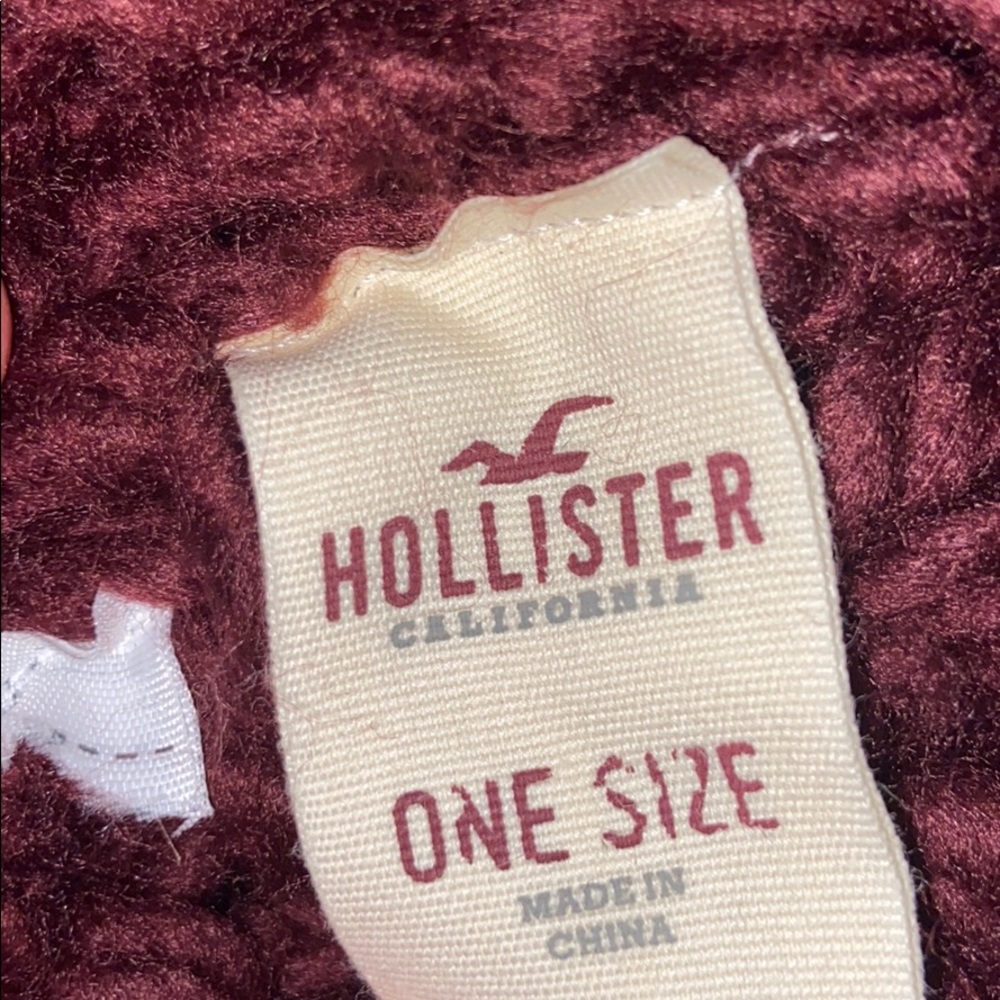 HOLLISTER
CALIFORNIA
ONE SIZE
MADE IN
CHINA